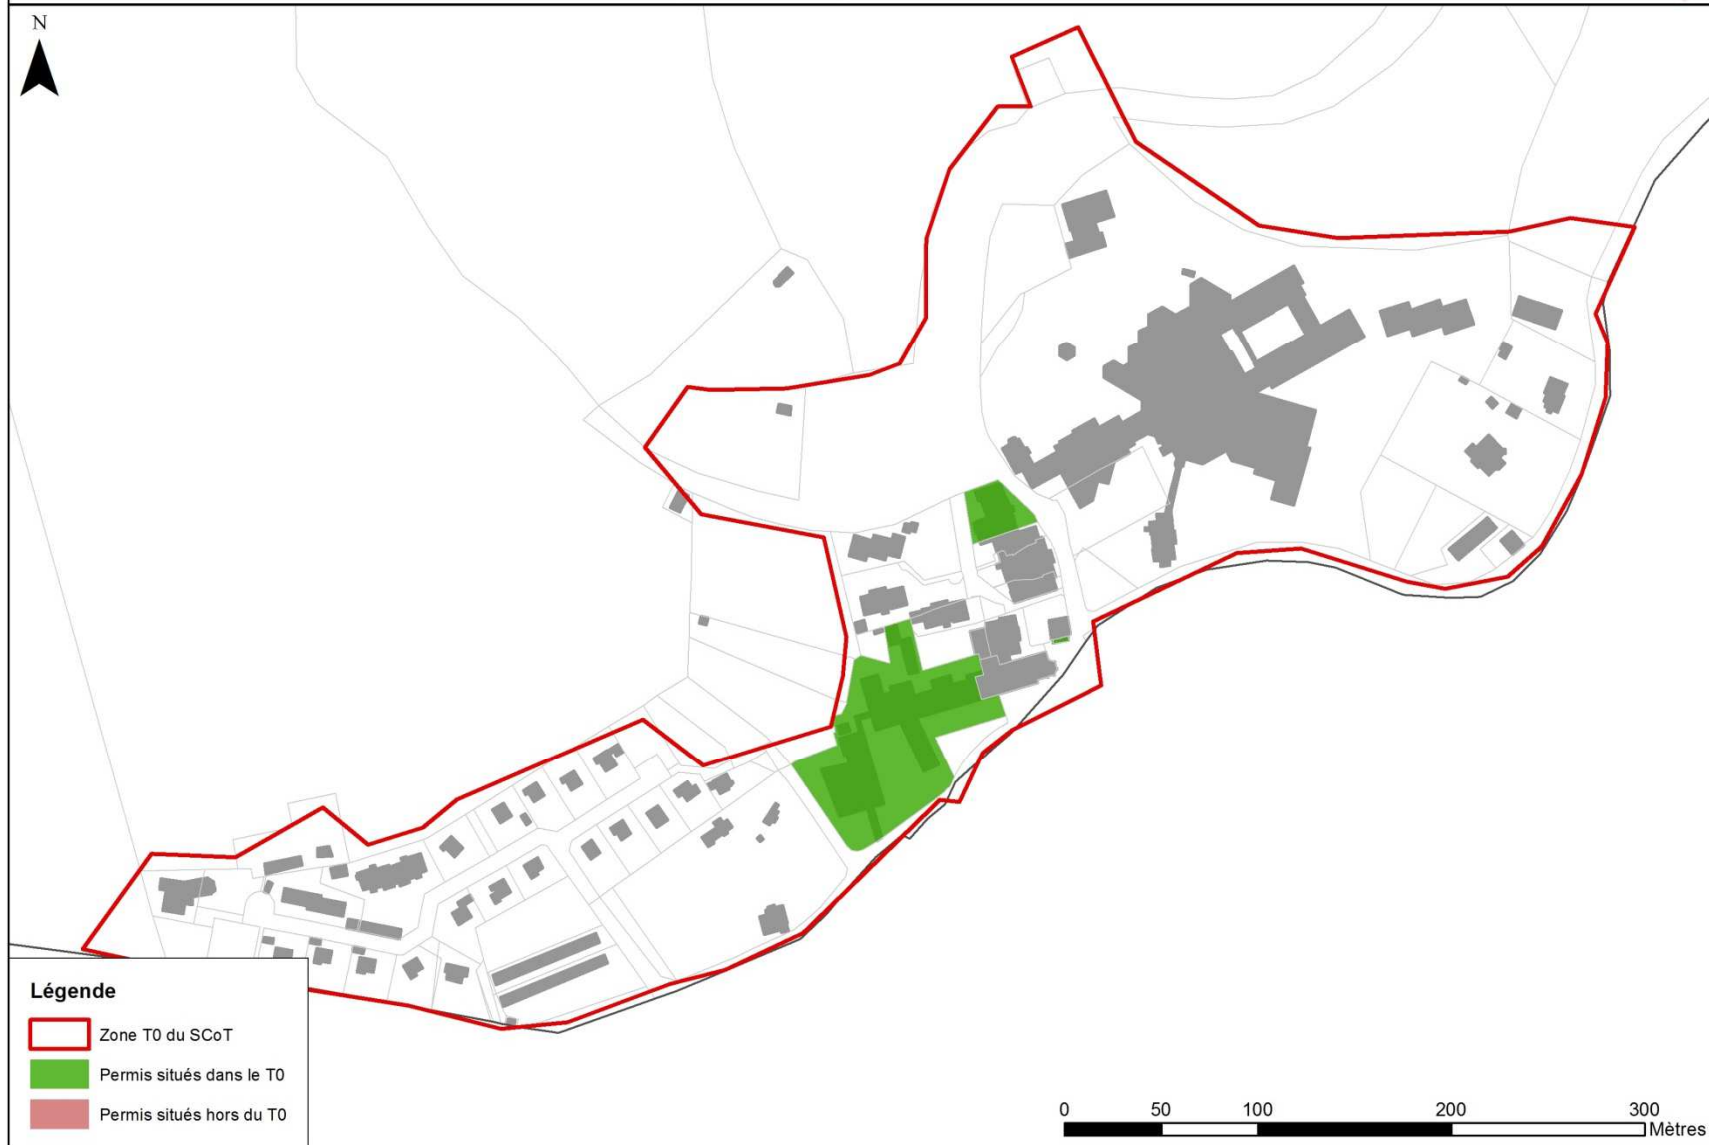 N
Légende
Zone T0 du SCoT
Permis situés dans le T0
Permis situés hors du T0
0 50 100 200 300
Mètres